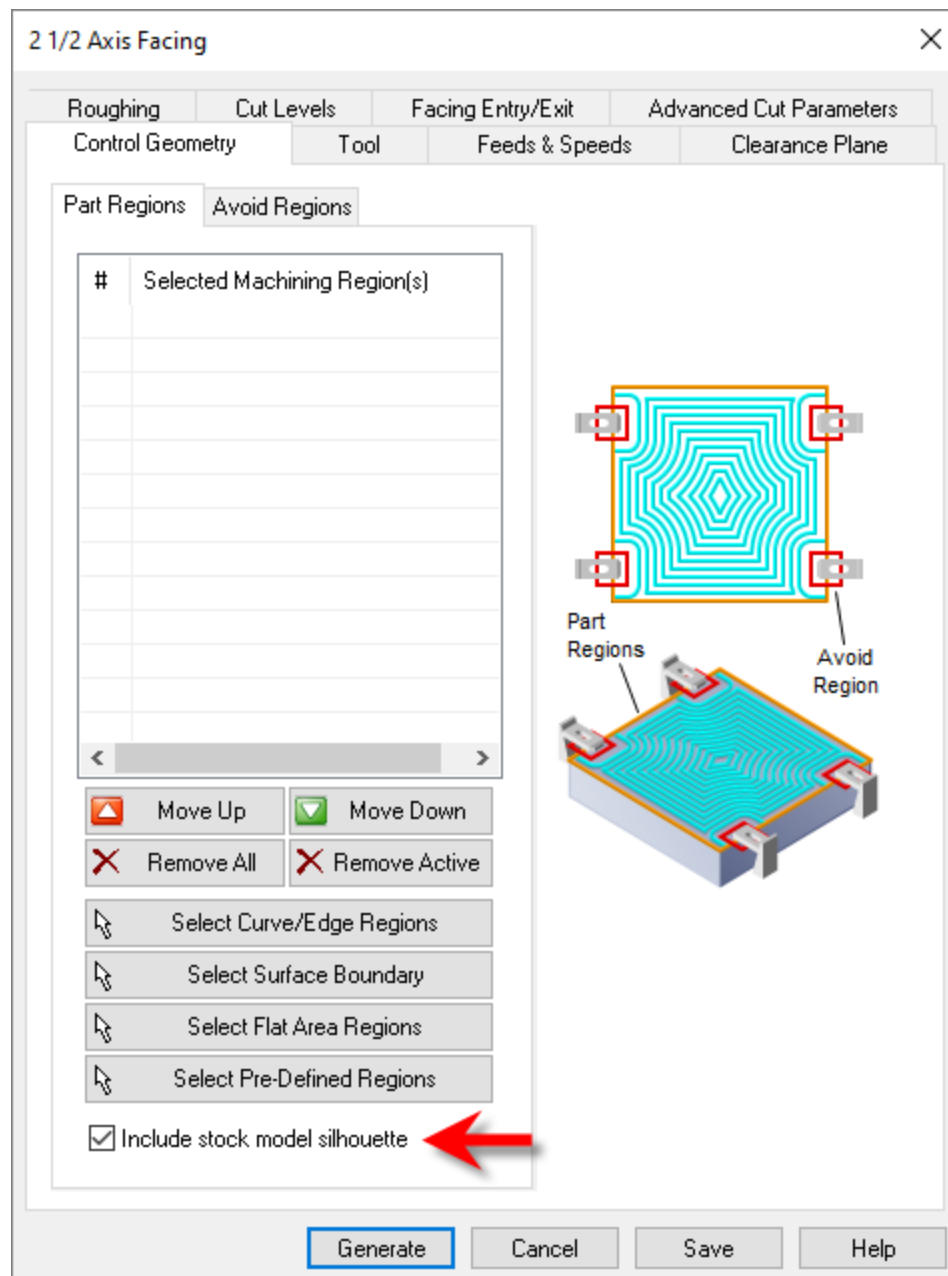 2 1/2 Axis Facing
Roughing
Cut Levels
Facing Entry/Exit
Advanced Cut Parameters
Control Geometry
Tool
Feeds & Speeds
Clearance Plane
Part Regions
Avoid Regions
#
Selected Machining Region(s)
Part
Regions
Avoid
Region
Move Up
Move Down
Remove All
Remove Active
Select Curve/Edge Regions
Select Surface Boundary
Select Flat Area Regions
Select Pre-Defined Regions
Include stock model silhouette
Generate
Cancel
Save
Help